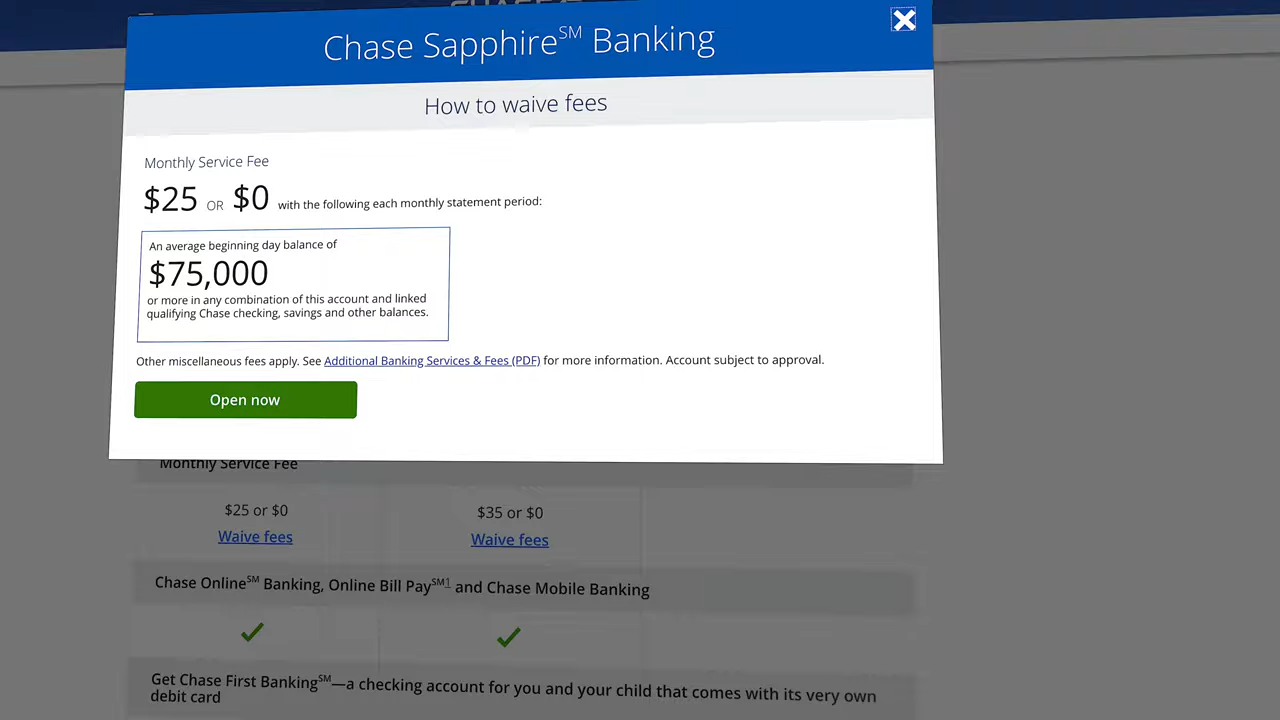 Chase Sapphire℠ Banking
How to waive fees
Monthly Service Fee
$25 OR $0 with the following each monthly statement period:
An average beginning day balance of
$75,000
or more in any combination of this account and linked
qualifying Chase checking, savings and other balances.
Other miscellaneous fees apply. See Additional Banking Services & Fees (PDF) for more information. Account subject to approval.
Open now
Monthly Service Fee
$25 or $0 $35 or $0
Waive fees Waive fees
Chase Online℠ Banking, Online Bill Pay℠1 and Chase Mobile Banking
Get Chase First Banking℠—a checking account for you and your child that comes with its very own
debit card